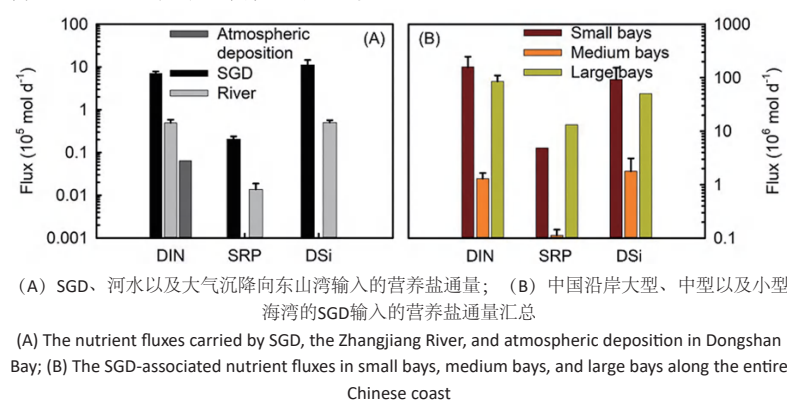 100
10
1
0.1
0.01
0.001
Flux (10⁵ mol d⁻¹)
Atmospheric
deposition
SGD
River
(A)
DIN SRP DSi
(B)
Small bays
Medium bays
Large bays
1000
100
10
1
0.1
Flux (10⁶ mol d⁻¹)
DIN SRP DSi
（A）SGD、河水以及大气沉降向东山湾输入的营养盐通量；（B）中国沿岸大型、中型以及小型
海湾的SGD输入的营养盐通量汇总
(A) The nutrient fluxes carried by SGD, the Zhangjiang River, and atmospheric deposition in Dongshan
Bay; (B) The SGD-associated nutrient fluxes in small bays, medium bays, and large bays along the entire
Chinese coast